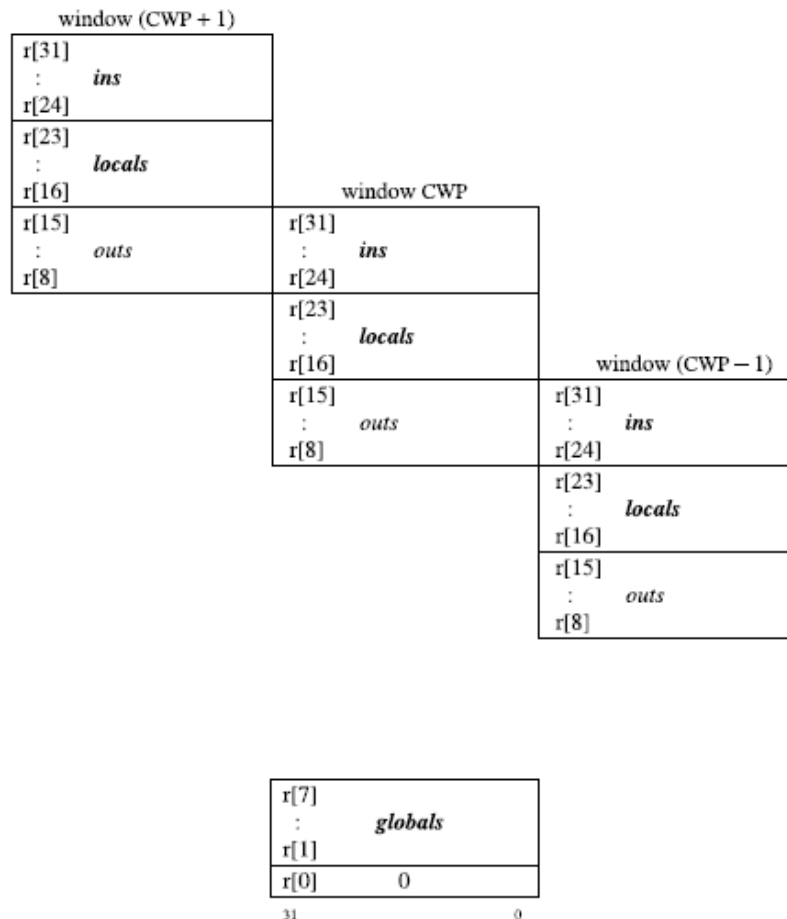 window (CWP + 1)
r[31]
: ins
r[24]
r[23]
: locals
r[16]
window CWP
r[15] r[31]
: outs : ins
r[8] r[24]
r[23]
: locals
r[16]
window (CWP − 1)
r[15] r[31]
: outs : ins
r[8] r[24]
r[23]
: locals
r[16]
r[15]
: outs
r[8]
r[7]
: globals
r[1]
r[0] 0
31 0